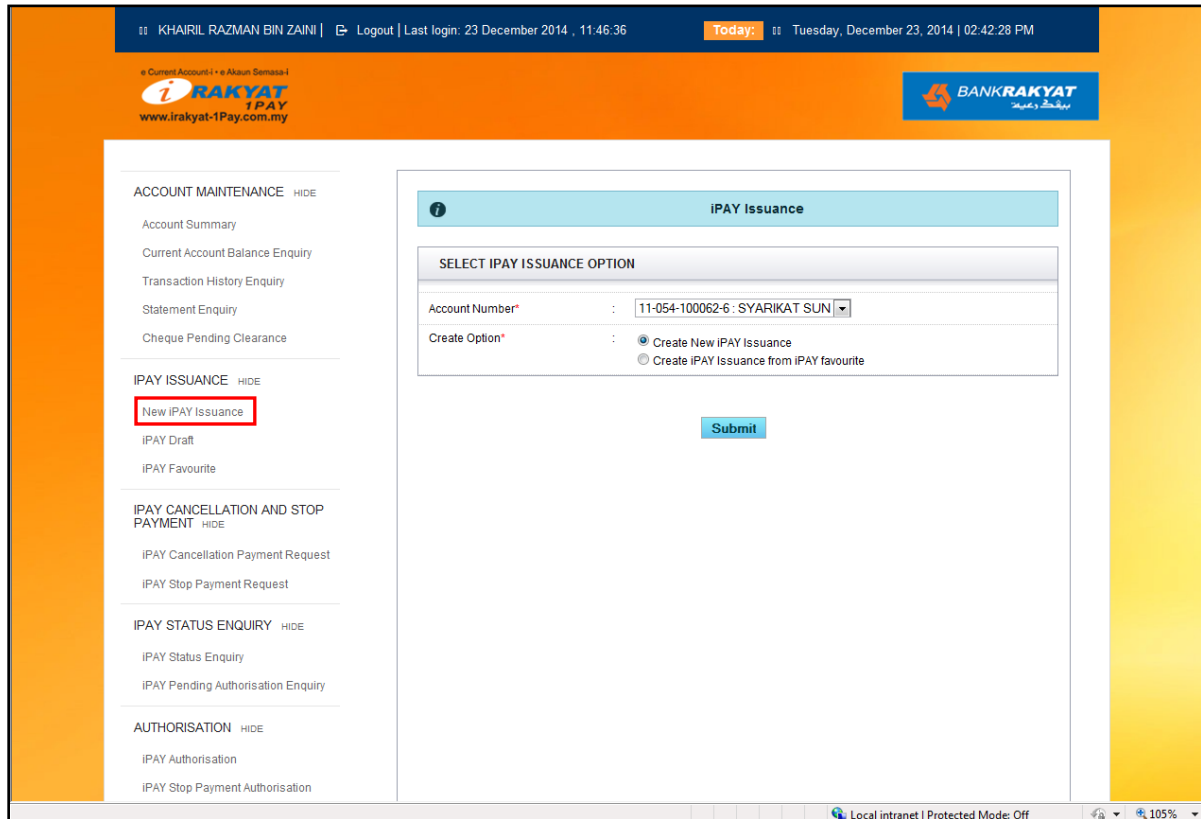 KHAIRIL RAZMAN BIN ZAINI | Logout | Last login: 23 December 2014 , 11:46:36 Today: Tuesday, December 23, 2014 | 02:42:28 PM
e Current Account-i • e Akaun Semasa-i
i RAKYAT
1PAY
www.irakyat-1Pay.com.my
BANKRAKYAT
ACCOUNT MAINTENANCE HIDE
Account Summary
Current Account Balance Enquiry
Transaction History Enquiry
Statement Enquiry
Cheque Pending Clearance
IPAY ISSUANCE HIDE
New iPAY Issuance
iPAY Draft
iPAY Favourite
IPAY CANCELLATION AND STOP
PAYMENT HIDE
iPAY Cancellation Payment Request
iPAY Stop Payment Request
IPAY STATUS ENQUIRY HIDE
iPAY Status Enquiry
iPAY Pending Authorisation Enquiry
AUTHORISATION HIDE
iPAY Authorisation
iPAY Stop Payment Authorisation
i iPAY Issuance
SELECT IPAY ISSUANCE OPTION
Account Number* : 11-054-100062-6 : SYARIKAT SUN
Create Option* : Create New iPAY Issuance
Create iPAY Issuance from iPAY favourite
Submit
Local intranet | Protected Mode: Off 105%